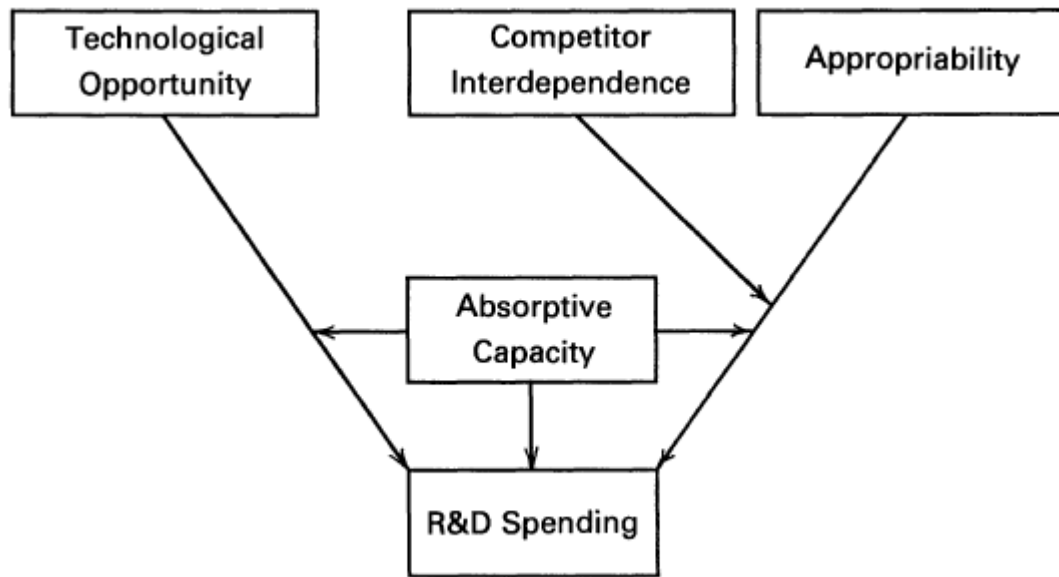 Technological
Opportunity
Competitor
Interdependence
Appropriability
Absorptive
Capacity
R&D Spending